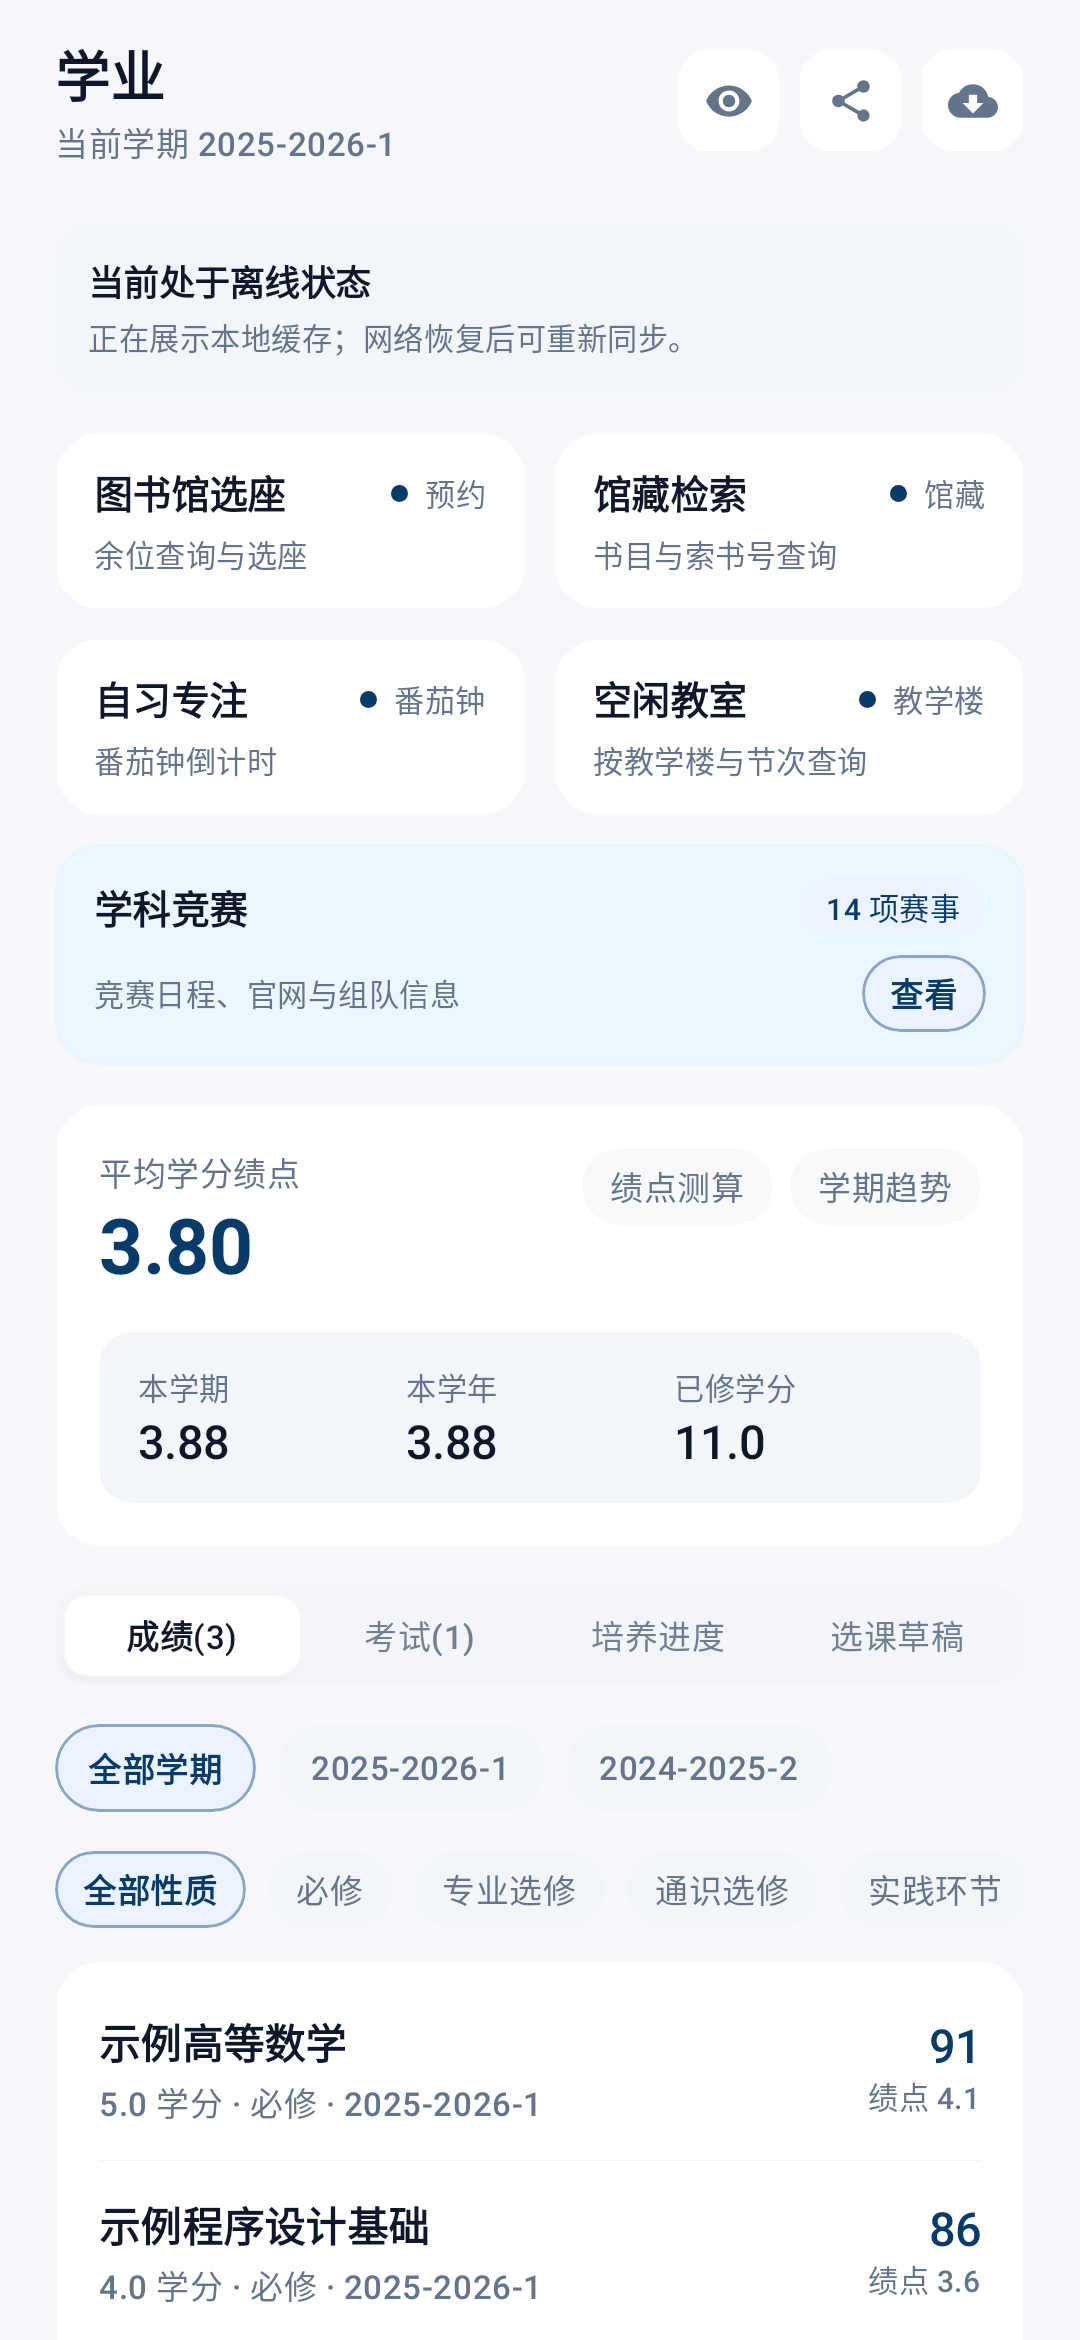 学业
当前学期 2025-2026-1
当前处于离线状态
正在展示本地缓存；网络恢复后可重新同步。
图书馆选座
预约
余位查询与选座
馆藏检索
馆藏
书目与索书号查询
自习专注
番茄钟
番茄钟倒计时
空闲教室
教学楼
按教学楼与节次查询
学科竞赛
14 项赛事
竞赛日程、官网与组队信息
查看
平均学分绩点
绩点测算
学期趋势
3.80
本学期
本学年
已修学分
3.88
3.88
11.0
成绩(3)
考试(1)
培养进度
选课草稿
全部学期
2025-2026-1
2024-2025-2
全部性质
必修
专业选修
通识选修
实践环节
示例高等数学
91
5.0 学分 · 必修 · 2025-2026-1
绩点 4.1
示例程序设计基础
86
4.0 学分 · 必修 · 2025-2026-1
绩点 3.6